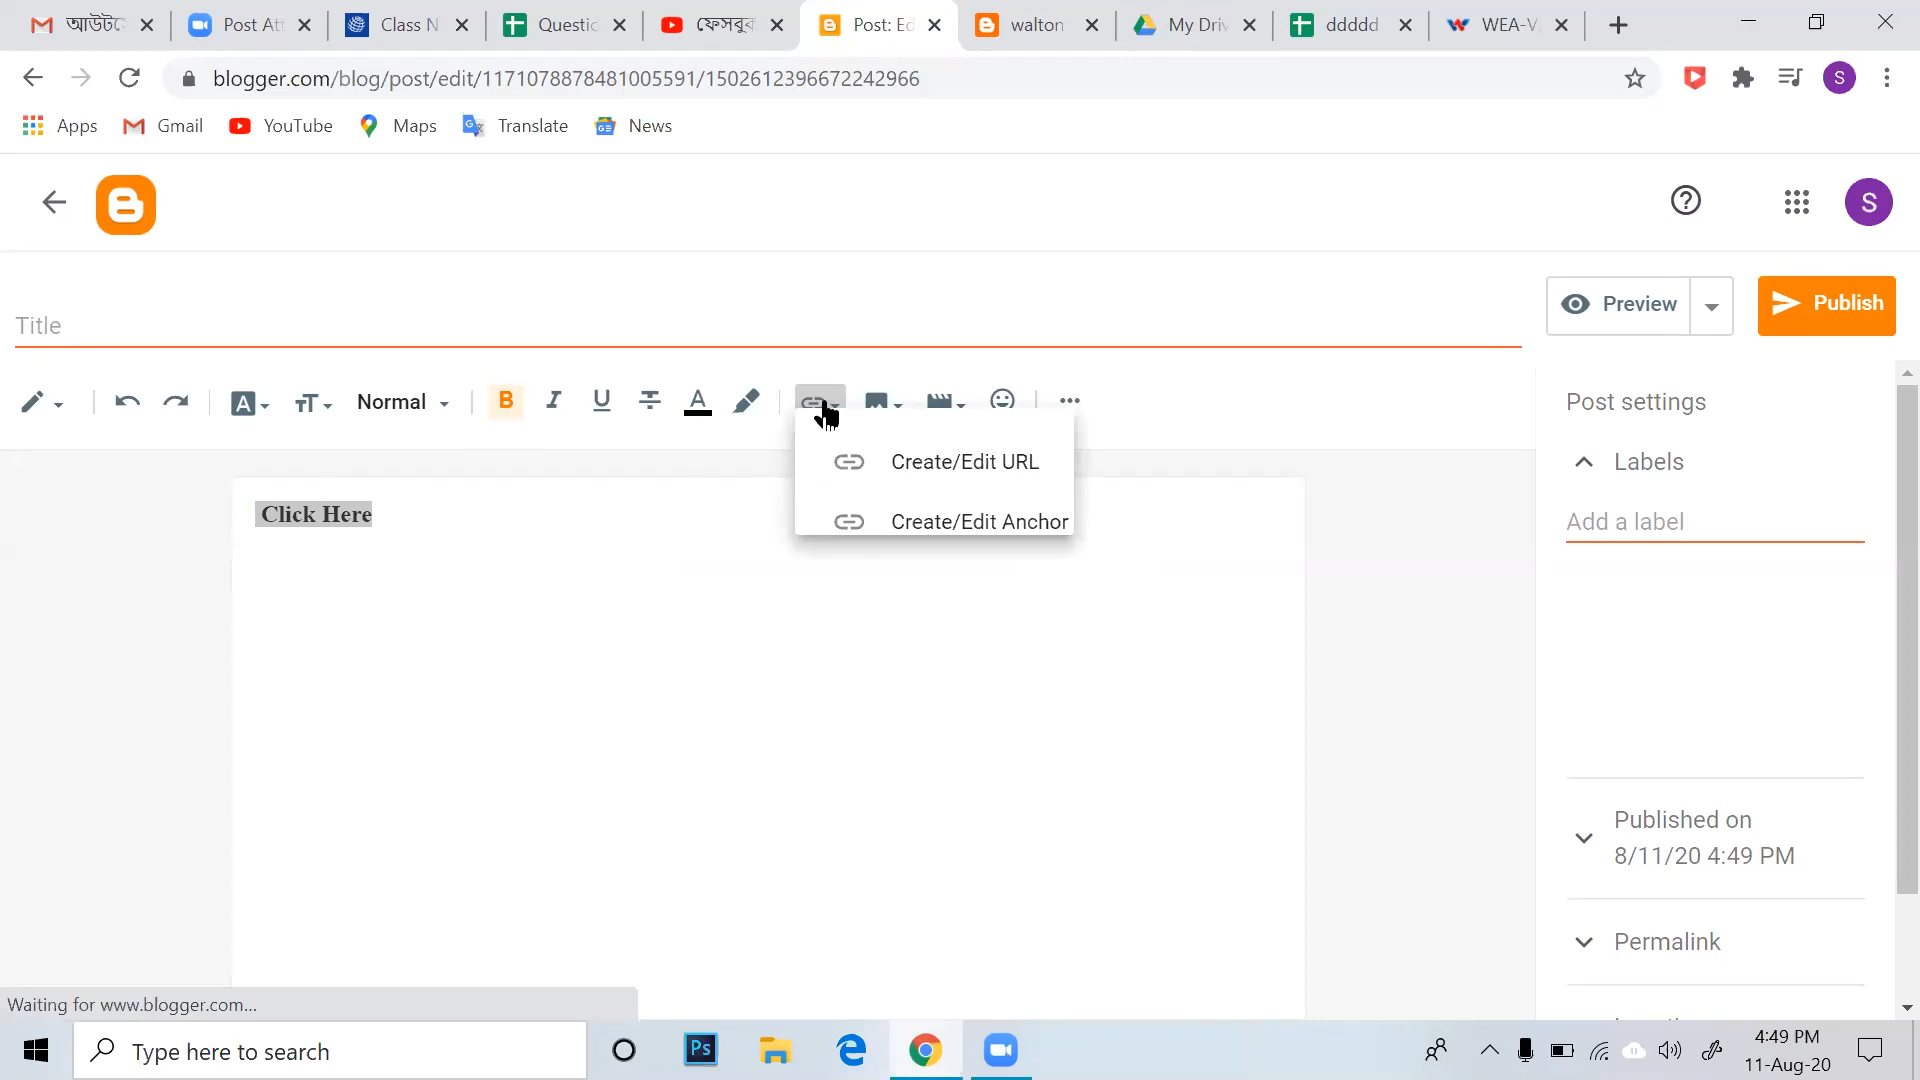 আউটসে Post Att Class N Questic ফেসবুক Post: Ed walton My Driv ddddd WEA-V
blogger.com/blog/post/edit/1171078878481005591/1502612396672242966 S
Apps Gmail YouTube Maps Translate News
S
Title
Preview Publish
Normal B I U A
Post settings
Create/Edit URL
Labels
Click Here
Create/Edit Anchor
Add a label
Published on
8/11/20 4:49 PM
Permalink
Waiting for www.blogger.com...
Type here to search
Ps
4:49 PM
11-Aug-20